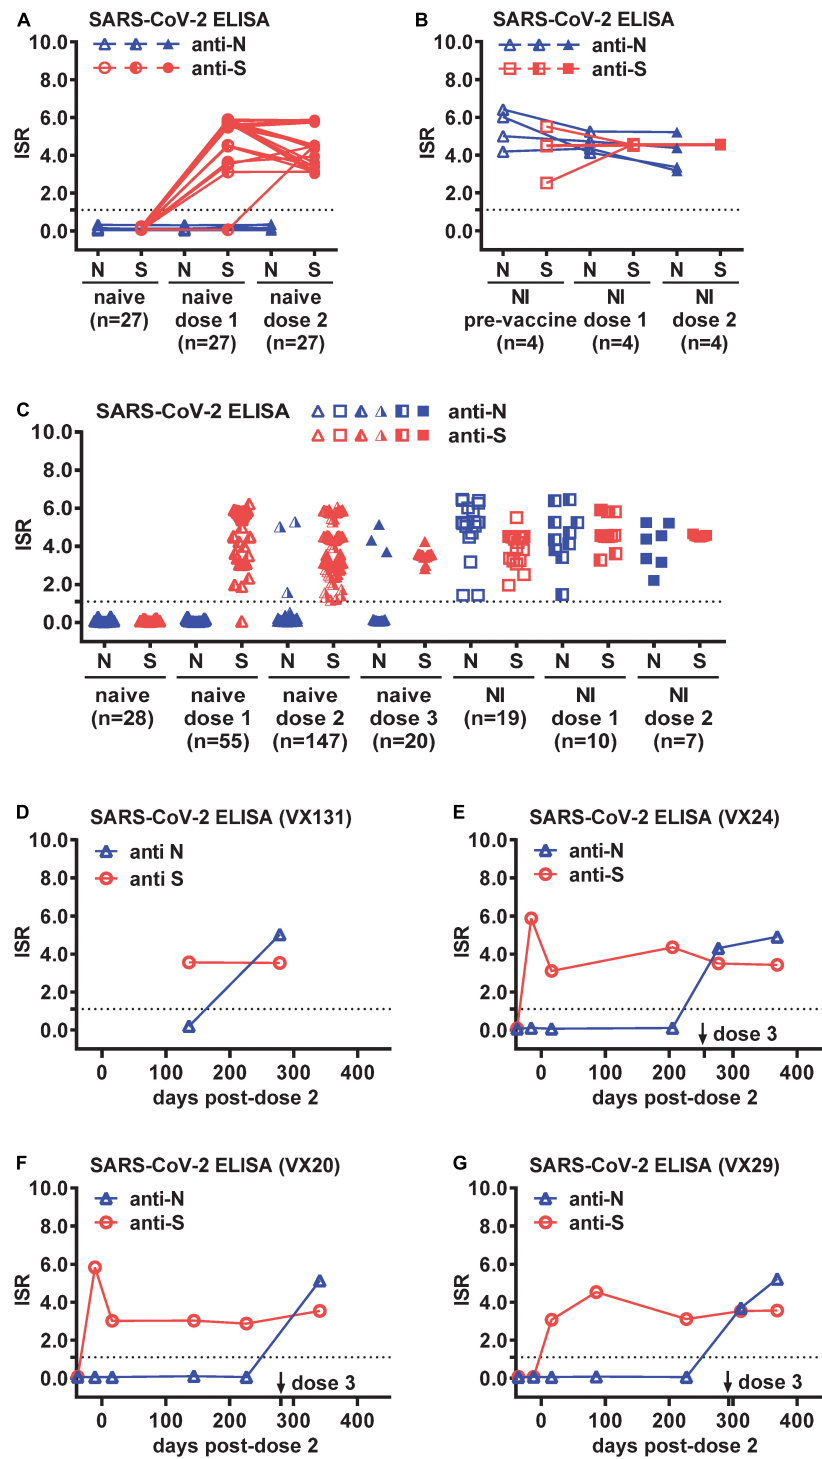 A SARS-CoV-2 ELISA
anti-N
anti-S
ISR
10.0
8.0
6.0
4.0
2.0
0.0
N S N S N S
naive naive naive
(n=27) dose 1 dose 2
(n=27) (n=27)
B SARS-CoV-2 ELISA
anti-N
anti-S
ISR
10.0
8.0
6.0
4.0
2.0
0.0
N S N S N S
NI NI NI
pre-vaccine dose 1 dose 2
(n=4) (n=4) (n=4)
C SARS-CoV-2 ELISA
anti-N
anti-S
ISR
10.0
8.0
6.0
4.0
2.0
0.0
N S N S N S N S N S N S N S
naive naive naive naive NI NI NI
(n=28) dose 1 dose 2 dose 3 (n=19) dose 1 dose 2
(n=55) (n=147) (n=20) (n=10) (n=7)
D SARS-CoV-2 ELISA (VX131)
anti N
anti S
ISR
10.0
8.0
6.0
4.0
2.0
0.0
0 100 200 300 400
days post-dose 2
E SARS-CoV-2 ELISA (VX24)
anti-N
anti-S
ISR
10.0
8.0
6.0
4.0
2.0
0.0
dose 3
0 100 200 300 400
days post-dose 2
F SARS-CoV-2 ELISA (VX20)
anti-N
anti-S
ISR
10.0
8.0
6.0
4.0
2.0
0.0
dose 3
0 100 200 300 400
days post-dose 2
G SARS-CoV-2 ELISA (VX29)
anti-N
anti-S
ISR
10.0
8.0
6.0
4.0
2.0
0.0
dose 3
0 100 200 300 400
days post-dose 2